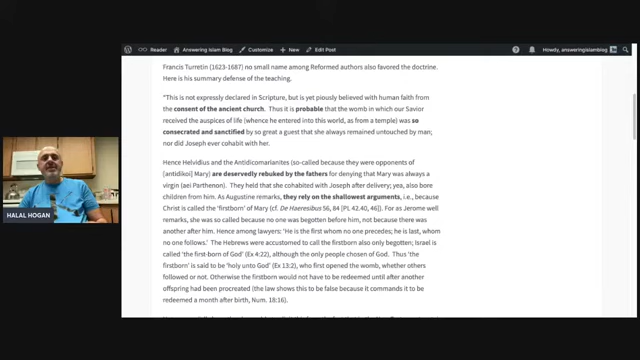 Reader
Answering Islam Blog
Customize
New
Howdy, answeringislamblog
Francis Turretin (1623-1687) no small name among Reformed authors also favored the doctrine.
Here is his summary defense of the teaching.
"This is not expressly declared in Scripture, but is yet piously believed with human faith from
the consent of the ancient church. Thus it is probable that the womb in which our Savior
received the auspices of life (whence he entered into this world, as from a temple) was so
consecrated and sanctified by so great a guest that she always remained untouched by man;
nor did Joseph ever cohabit with her.
Hence Helvidius and the Antidicomarianites (so-called because they were opponents of
[antidikoi] Mary) are deservedly rebuked by the fathers for denying that Mary was always a
virgin (aei Parthenon). They held that she cohabited with Joseph after delivery; yea, also bore
children from him. As Augustine remarks, they rely on the shallowest arguments, i.e., because
Christ is called the "firstborn of Mary (cf. De Haeresibus 56, 84 [PL 42.40, 46]). For as Jerome well
remarks, she was so called because no one was begotten before him, not because there was
another after him. Hence among lawyers: 'He is the first whom no one precedes; he is last, whom
no one follows.' The Hebrews were accustomed to call the firstborn also only begotten; Israel is
called 'the first-born of God' (Ex 4:22), although the only people chosen of God. Thus 'the
firstborn' is said to be 'holy unto God' (Ex 13:2), who first opened the womb, whether others
followed or not. Otherwise the firstborn would not have to be redeemed until after another
offspring had been procreated (the law shows this to be false because it commands it to be
redeemed a month after birth, Num. 18:16).
HALAL HOGAN